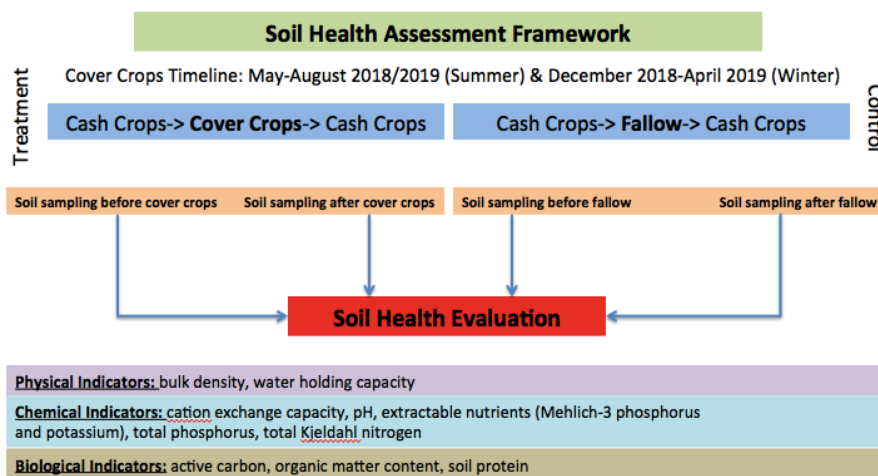 Soil Health Assessment Framework
Cover Crops Timeline: May-August 2018/2019 (Summer) & December 2018-April 2019 (Winter)
Treatment
Cash Crops-> Cover Crops-> Cash Crops
Cash Crops-> Fallow-> Cash Crops
Control
Soil sampling before cover crops
Soil sampling after cover crops
Soil sampling before fallow
Soil sampling after fallow
Soil Health Evaluation
Physical Indicators: bulk density, water holding capacity
Chemical Indicators: cation exchange capacity, pH, extractable nutrients (Mehlich-3 phosphorus
and potassium), total phosphorus, total Kjeldahl nitrogen
Biological Indicators: active carbon, organic matter content, soil protein